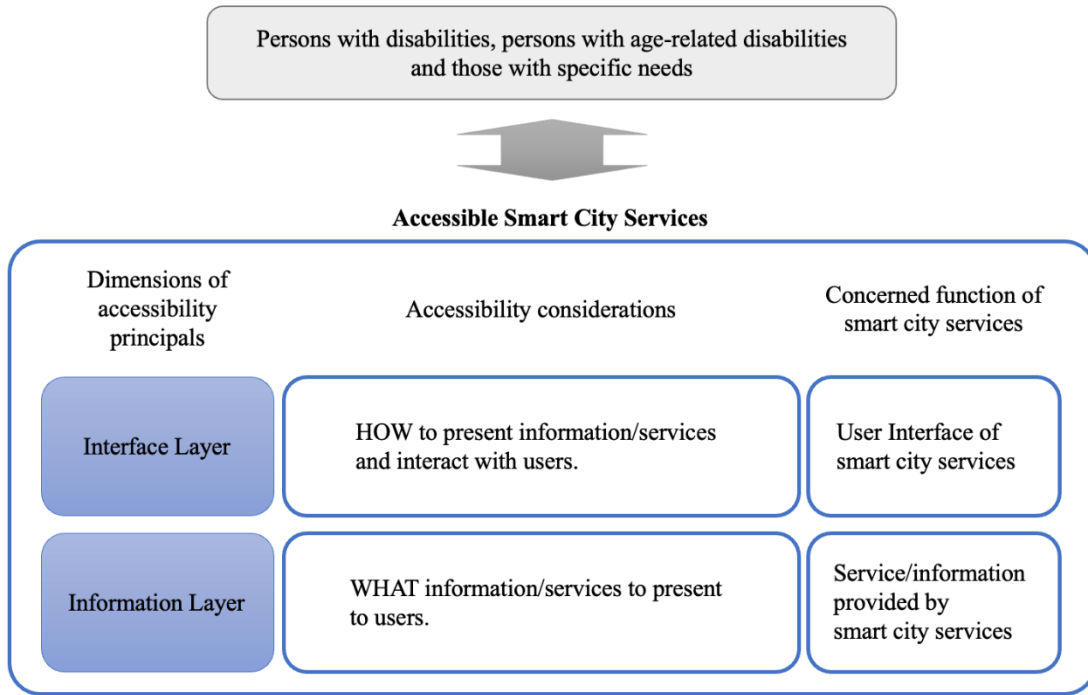 Persons with disabilities, persons with age-related disabilities
and those with specific needs
Accessible Smart City Services
Dimensions of
accessibility
principals
Accessibility considerations
Concerned function of
smart city services
Interface Layer
HOW to present information/services
and interact with users.
User Interface of
smart city services
Information Layer
WHAT information/services to present
to users.
Service/information
provided by
smart city services